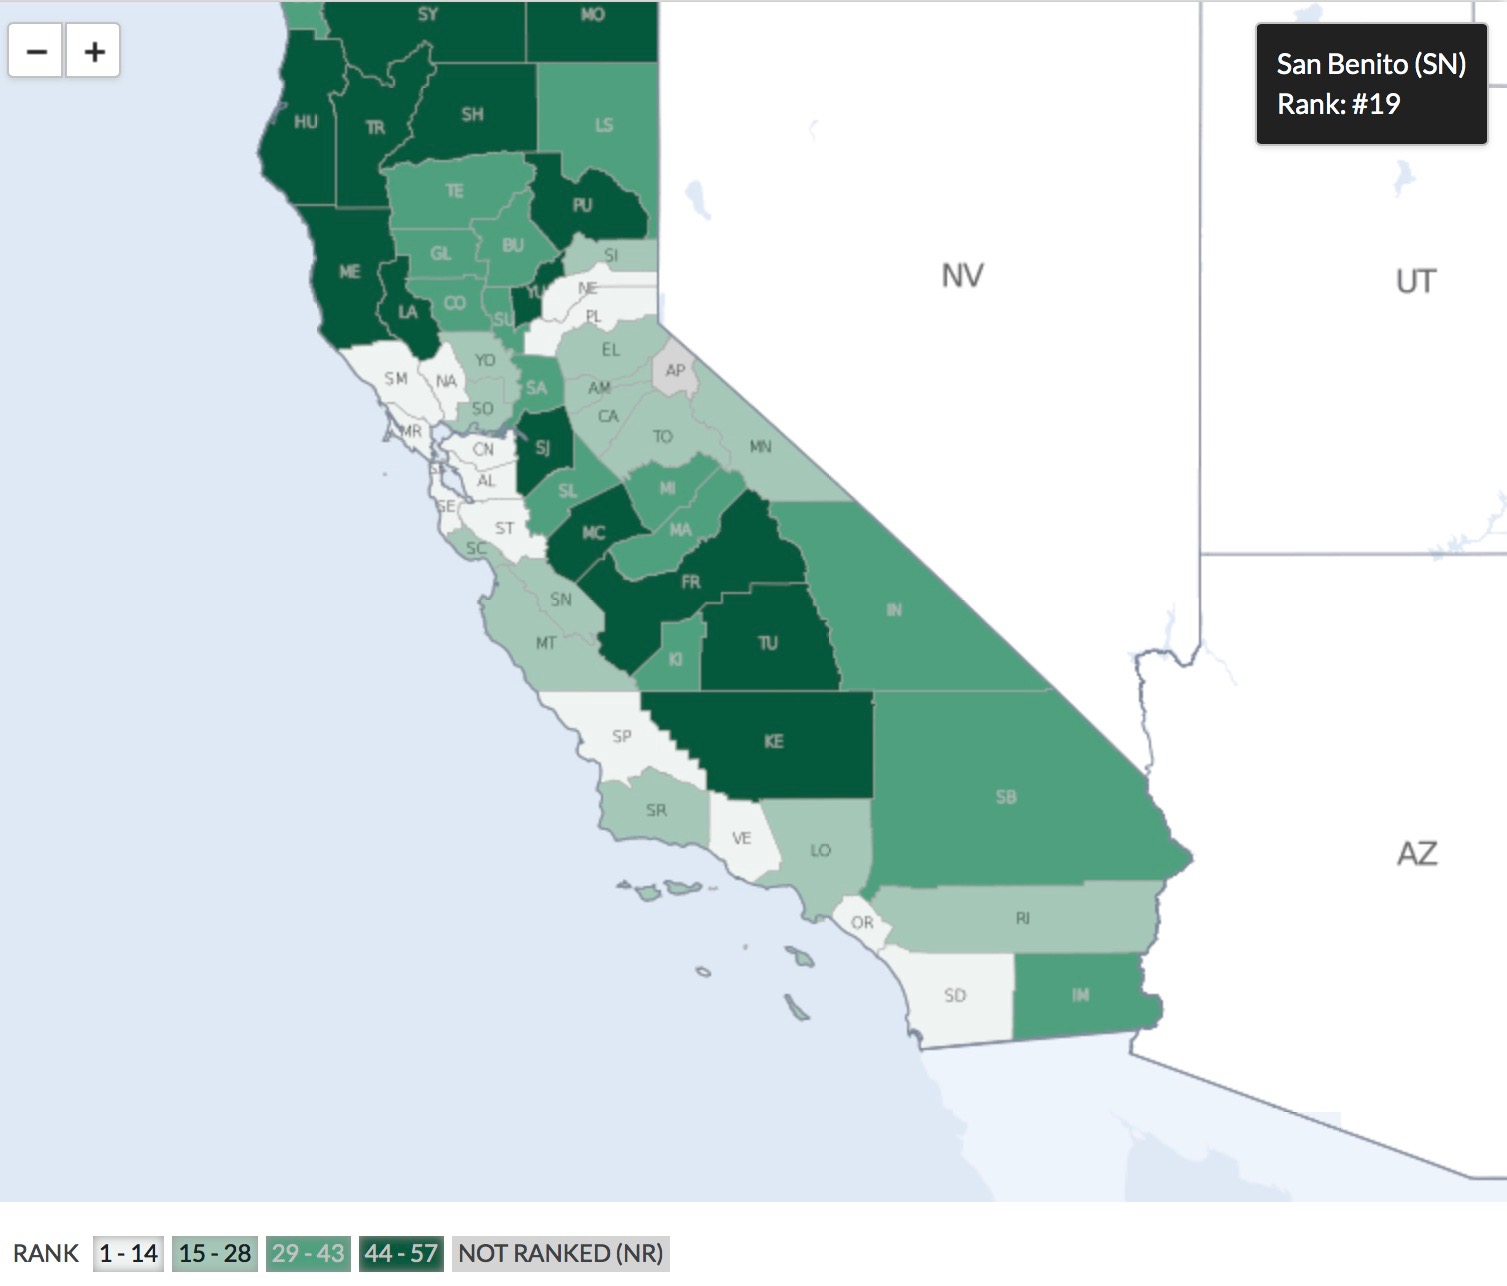 SY
MO
− +
San Benito (SN)
Rank: #19
HU
TR
SH
LS
TE
PU
ME
GL
BU
SI
NV
UT
LA
CO
SU
YU
NE
PL
SM
NA
YO
EL
AP
SA
AM
SO
CA
MR
CN
SJ
TO
MN
AL
SL
MI
SE
ST
MC
MA
SC
FR
SN
IN
MT
KI
TU
SP
KE
SB
SR
VE
LO
AZ
OR
RI
SD
IM
RANK 1 - 14 15 - 28 29 - 43 44 - 57 NOT RANKED (NR)